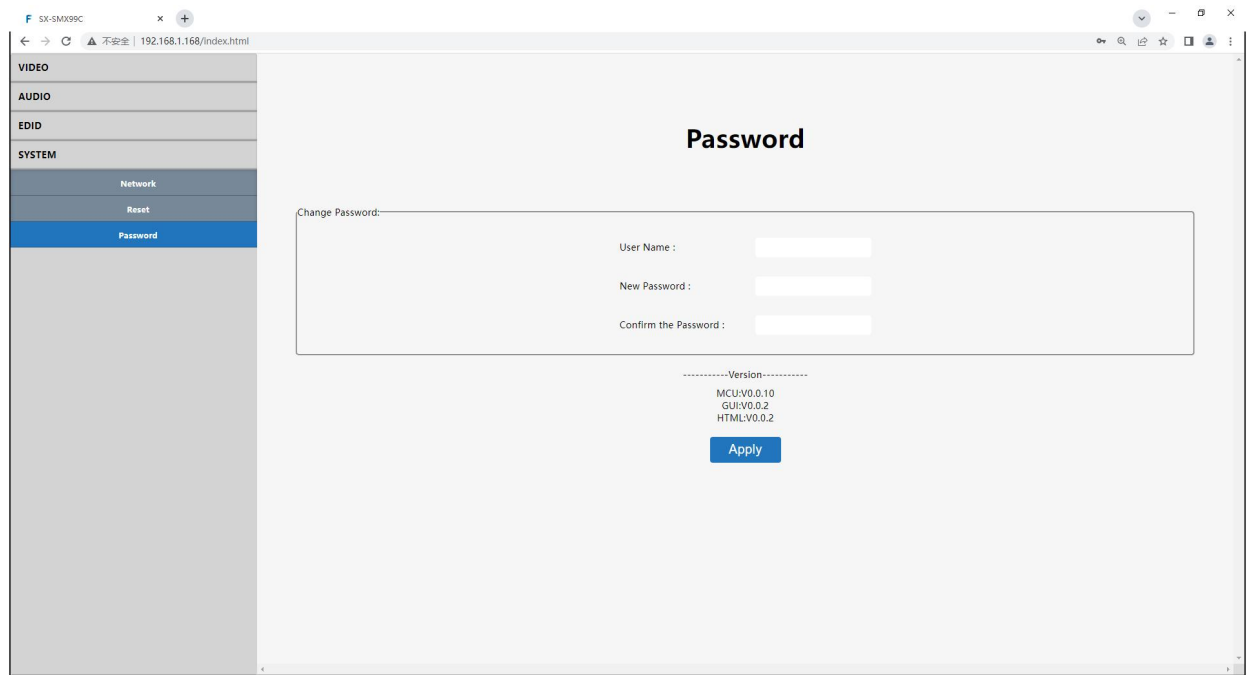 F SX-SMX99C
不安全 | 192.168.1.168/index.html
VIDEO
AUDIO
EDID
SYSTEM
Network
Reset
Password
Password
Change Password:
User Name :
New Password :
Confirm the Password :
-----------Version-----------
MCU:V0.0.10
GUI:V0.0.2
HTML:V0.0.2
Apply